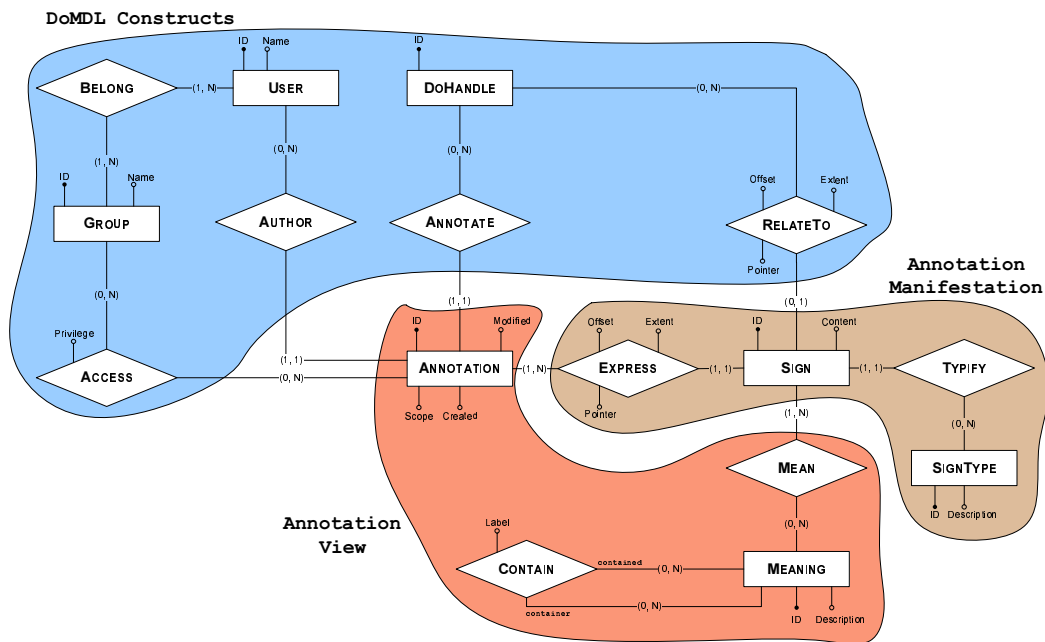 DoMDL Constructs
ID
Name
ID
BELONG
(1, N)
USER
DOHANDLE
(0, N)
(1, N)
(0, N)
(0, N)
ID
Name
Offset
Extent
GROUP
AUTHOR
ANNOTATE
RELATETO
Pointer
Annotation
Manifestation
(0, N)
(1, 1)
(0, 1)
Privilege
ID
Modified
Offset
Extent
ID
Content
(1, 1)
ACCESS
(0, N)
ANNOTATION
(1, N)
EXPRESS
(1, 1)
SIGN
(1, 1)
TYPIFY
Scope
Created
Pointer
(1, N)
(0, N)
MEAN
SIGNTYPE
ID
Description
Annotation
View
Label
(0, N)
CONTAIN
contained
(0, N)
MEANING
container
(0, N)
ID
Description